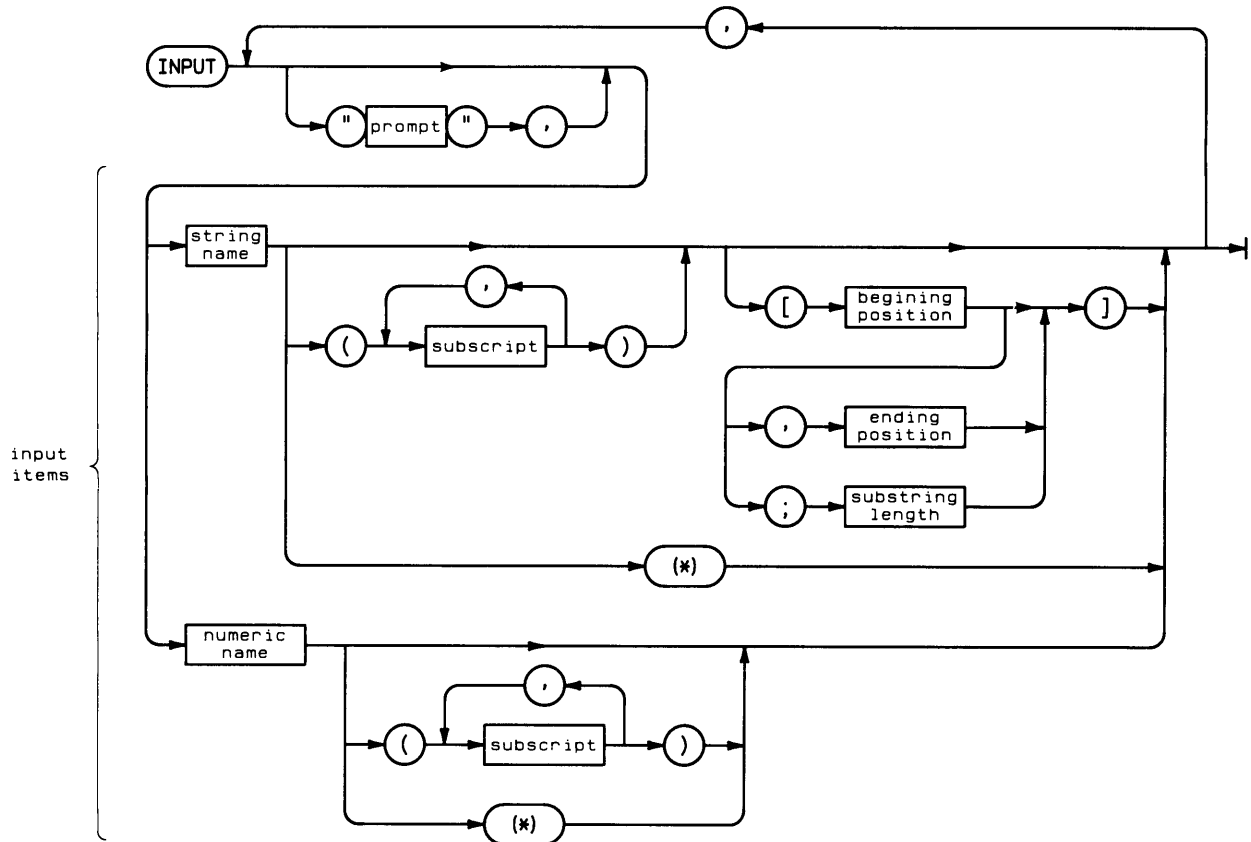 ,
INPUT
" prompt " ,
string
name
,
( subscript )
[ begining
position ]
, ending
position
input
items
; substring
length
(*)
numeric
name
,
( subscript )
(*)